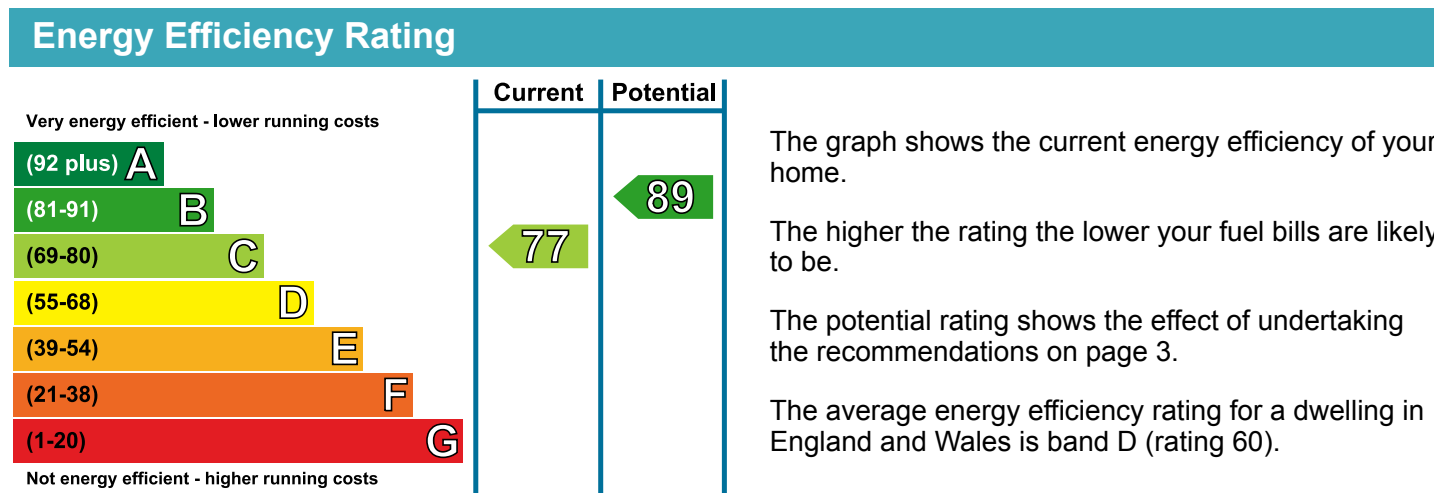 Energy Efficiency Rating
Current Potential
Very energy efficient - lower running costs
(92 plus) A
(81-91) B
(69-80) C
(55-68) D
(39-54) E
(21-38) F
(1-20) G
Not energy efficient - higher running costs
89
77
The graph shows the current energy efficiency of your
home.
The higher the rating the lower your fuel bills are likely
to be.
The potential rating shows the effect of undertaking
the recommendations on page 3.
The average energy efficiency rating for a dwelling in
England and Wales is band D (rating 60).